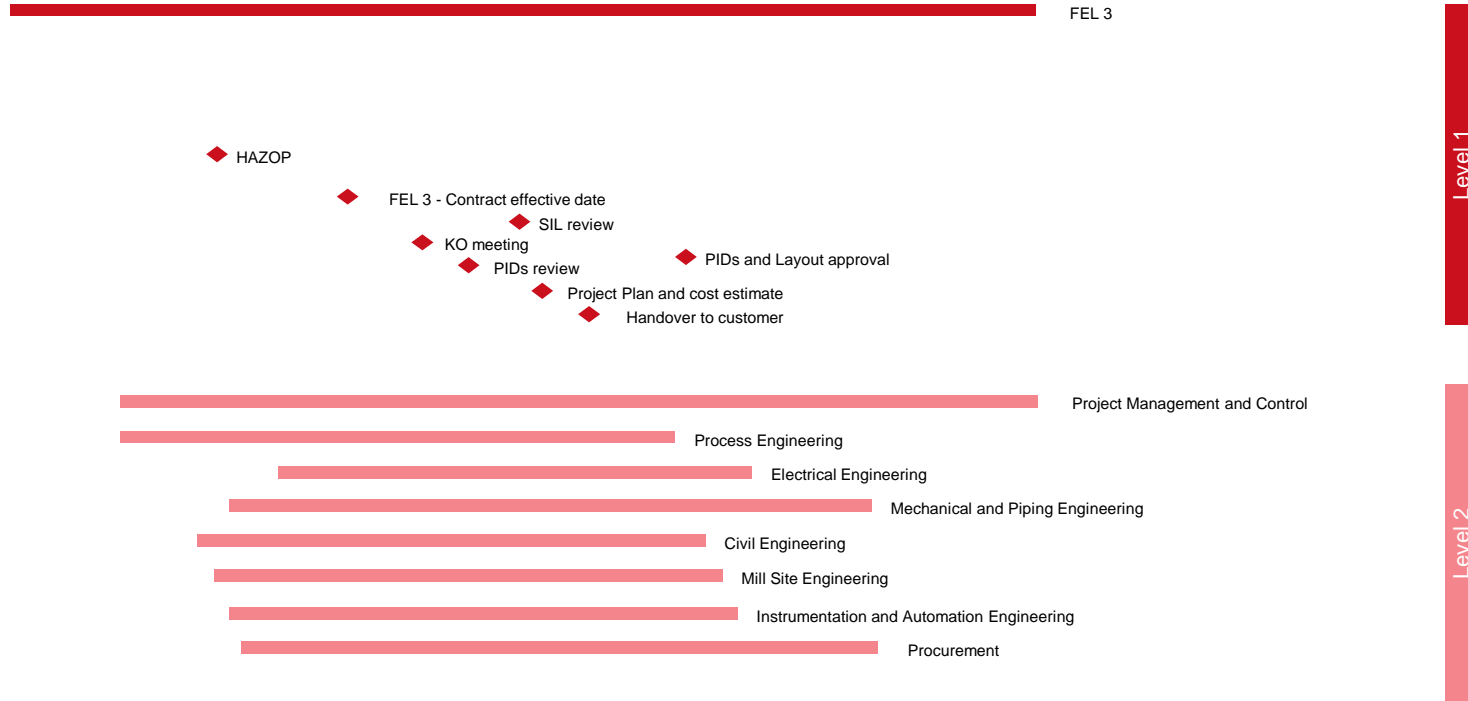 FEL 3
Level 1
HAZOP
FEL 3 - Contract effective date
SIL review
KO meeting
PIDs and Layout approval
PIDs review
Project Plan and cost estimate
Handover to customer
Project Management and Control
Process Engineering
Electrical Engineering
Mechanical and Piping Engineering
Level 2
Civil Engineering
Mill Site Engineering
Instrumentation and Automation Engineering
Procurement